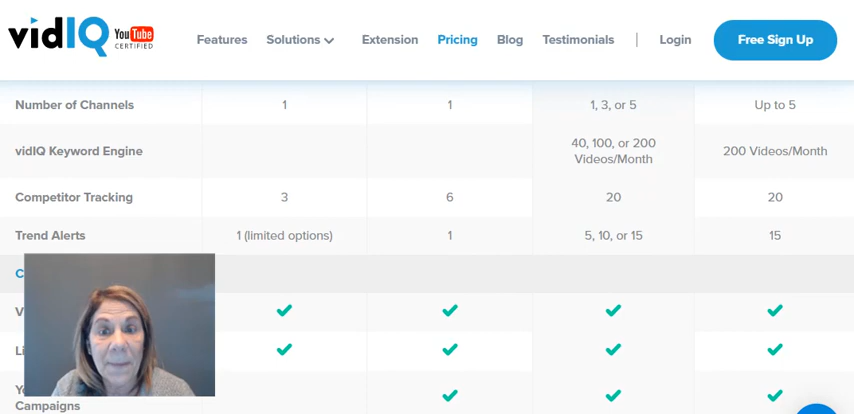 vidIQ YouTube CERTIFIED
Features Solutions Extension Pricing Blog Testimonials | Login Free Sign Up
Number of Channels 1 1 1, 3, or 5 Up to 5
vidIQ Keyword Engine 40, 100, or 200 Videos/Month 200 Videos/Month
Competitor Tracking 3 6 20 20
Trend Alerts 1 (limited options) 1 5, 10, or 15 15
Campaigns